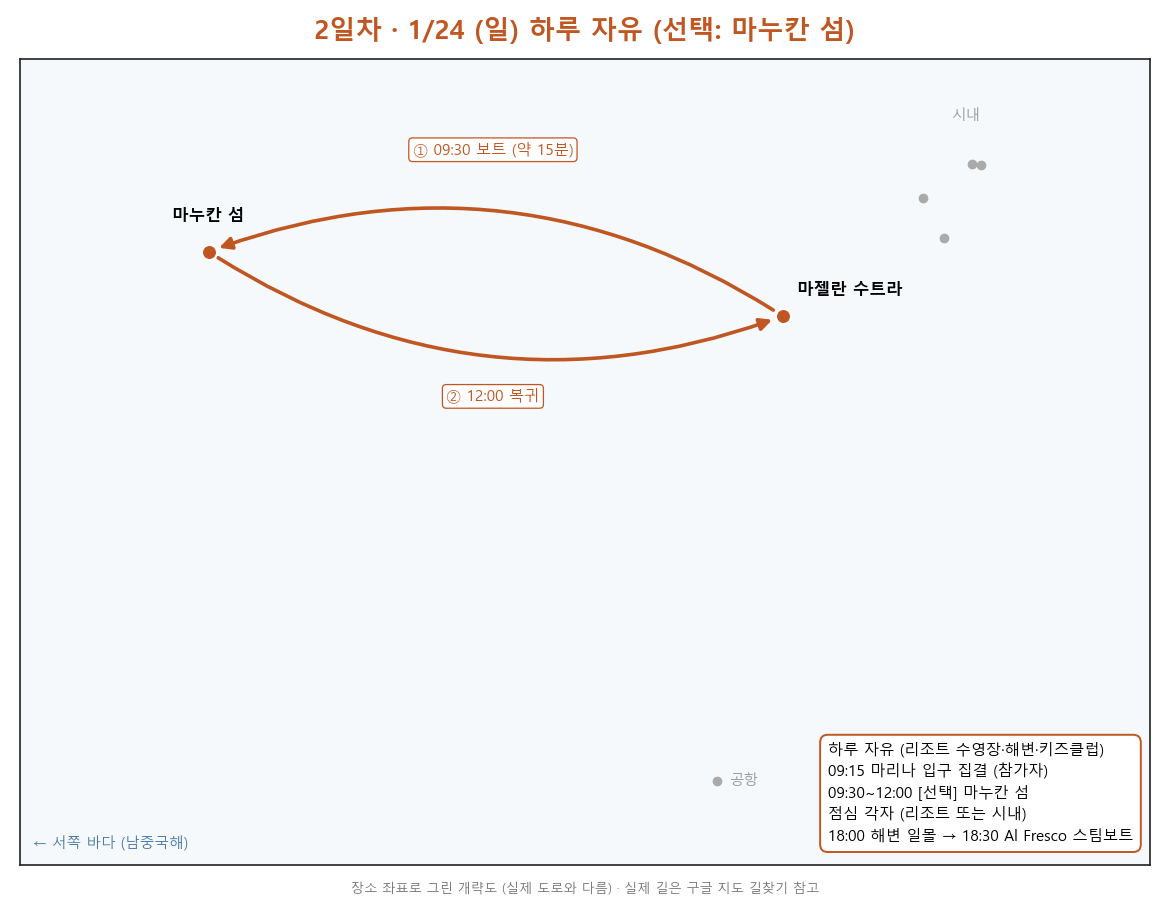 2일차 · 1/24 (일) 하루 자유 (선택: 마누칸 섬)
시내
① 09:30 보트 (약 15분)
마누칸 섬
마젤란 수트라
② 12:00 복귀
공항
하루 자유 (리조트 수영장·해변·키즈클럽)
09:15 마리나 입구 집결 (참가자)
09:30~12:00 [선택] 마누칸 섬
점심 각자 (리조트 또는 시내)
18:00 해변 일몰 → 18:30 Al Fresco 스팀보트
← 서쪽 바다 (남중국해)
장소 좌표로 그린 개략도 (실제 도로와 다름) · 실제 길은 구글 지도 길찾기 참고